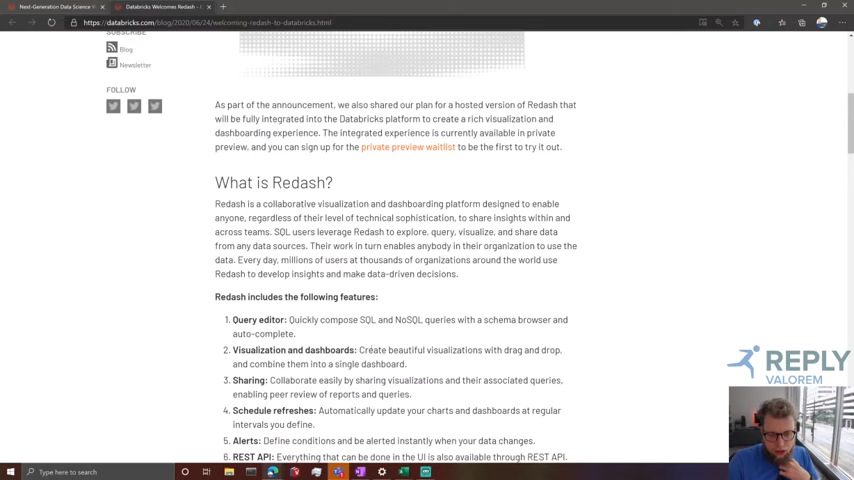 Next-Generation Data Science W
Databricks Welcomes Redash - D
https://databricks.com/blog/2020/06/24/welcoming-redash-to-databricks.html
SUBSCRIBE
Blog
Newsletter
FOLLOW
As part of the announcement, we also shared our plan for a hosted version of Redash that
will be fully integrated into the Databricks platform to create a rich visualization and
dashboarding experience. The integrated experience is currently available in private
preview, and you can sign up for the private preview waitlist to be the first to try it out.
What is Redash?
Redash is a collaborative visualization and dashboarding platform designed to enable
anyone, regardless of their level of technical sophistication, to share insights within and
across teams. SQL users leverage Redash to explore, query, visualize, and share data
from any data sources. Their work in turn enables anybody in their organization to use the
data. Every day, millions of users at thousands of organizations around the world use
Redash to develop insights and make data-driven decisions.
Redash includes the following features:
1. Query editor: Quickly compose SQL and NoSQL queries with a schema browser and
auto-complete.
2. Visualization and dashboards: Create beautiful visualizations with drag and drop,
and combine them into a single dashboard.
3. Sharing: Collaborate easily by sharing visualizations and their associated queries,
enabling peer review of reports and queries.
4. Schedule refreshes: Automatically update your charts and dashboards at regular
intervals you define.
5. Alerts: Define conditions and be alerted instantly when your data changes.
6. REST API: Everything that can be done in the UI is also available through REST API.
REPLY
VALOREM
Type here to search